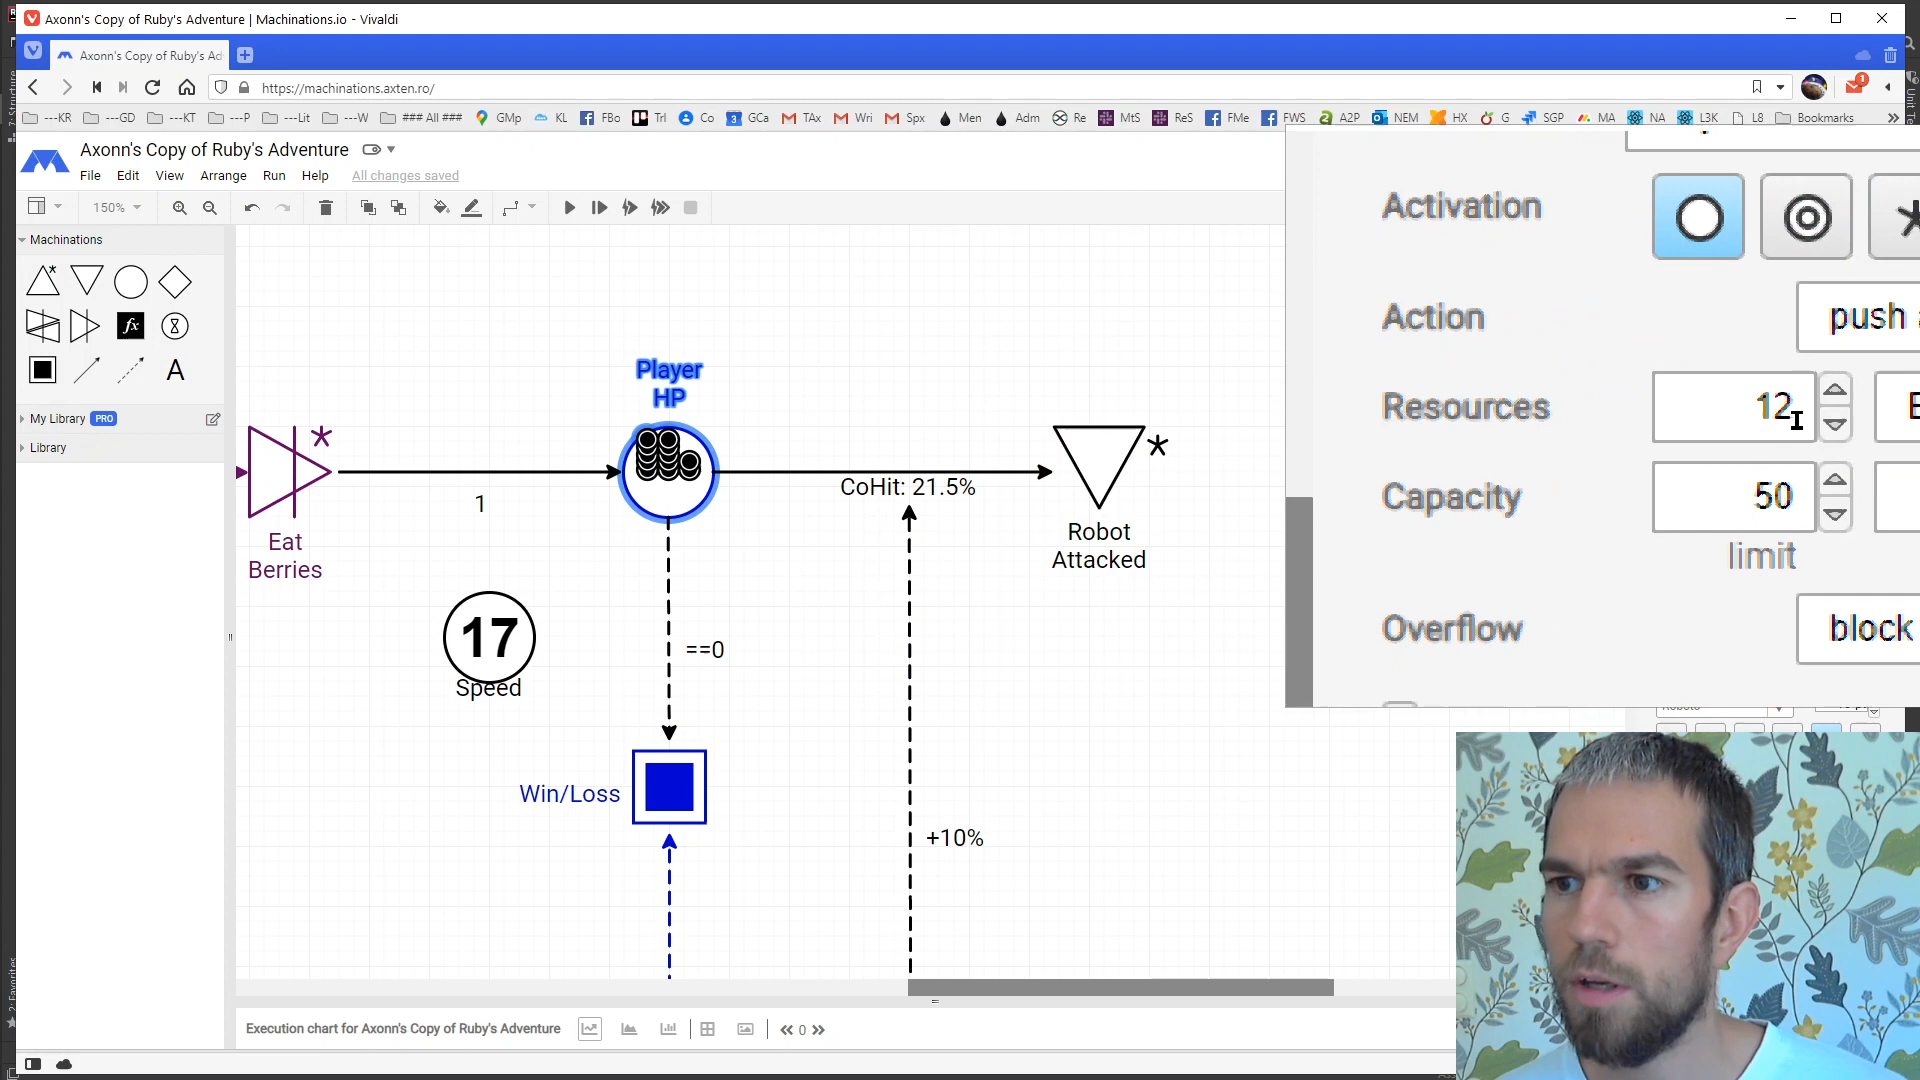 Axonn's Copy of Ruby's Adventure | Machinations.io - Vivaldi
Axonn's Copy of Ruby's Ad
https://machinations.axten.ro/
1
---KR ---GD ---KT ---P ---Lit ---W ### All ### GMp KL FBo Trl Co GCa TAx Wri Spx Men Adm Re MtS ReS FMe FWS A2P NEM HX G SGP MA NA L3K L8 Bookmarks
Axonn's Copy of Ruby's Adventure
File Edit View Arrange Run Help All changes saved
150%
Machinations
fx
A
My Library PRO
Library
Player
HP
1
CoHit: 21.5%
Eat
Berries
Robot
Attacked
17
Speed
==0
Win/Loss
+10%
Activation
Action push
Resources 12
Capacity 50
limit
Overflow block
Execution chart for Axonn's Copy of Ruby's Adventure 0
2: Favorites
Z: Structure